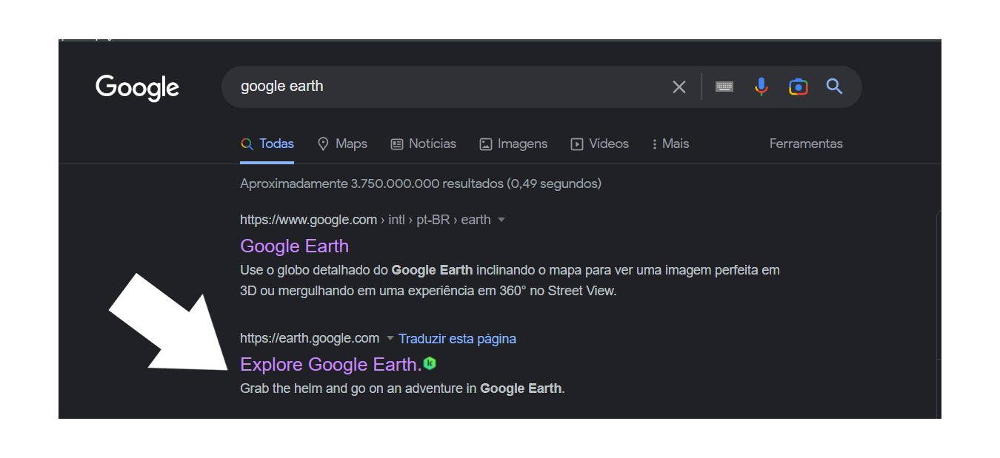 Google
google earth
Todas Maps Notícias Imagens Vídeos Mais Ferramentas
Aproximadamente 3.750.000.000 resultados (0,49 segundos)
https://www.google.com › intl › pt-BR › earth
Google Earth
Use o globo detalhado do Google Earth inclinando o mapa para ver uma imagem perfeita em
3D ou mergulhando em uma experiência em 360° no Street View.
https://earth.google.com Traduzir esta página
Explore Google Earth.
Grab the helm and go on an adventure in Google Earth.